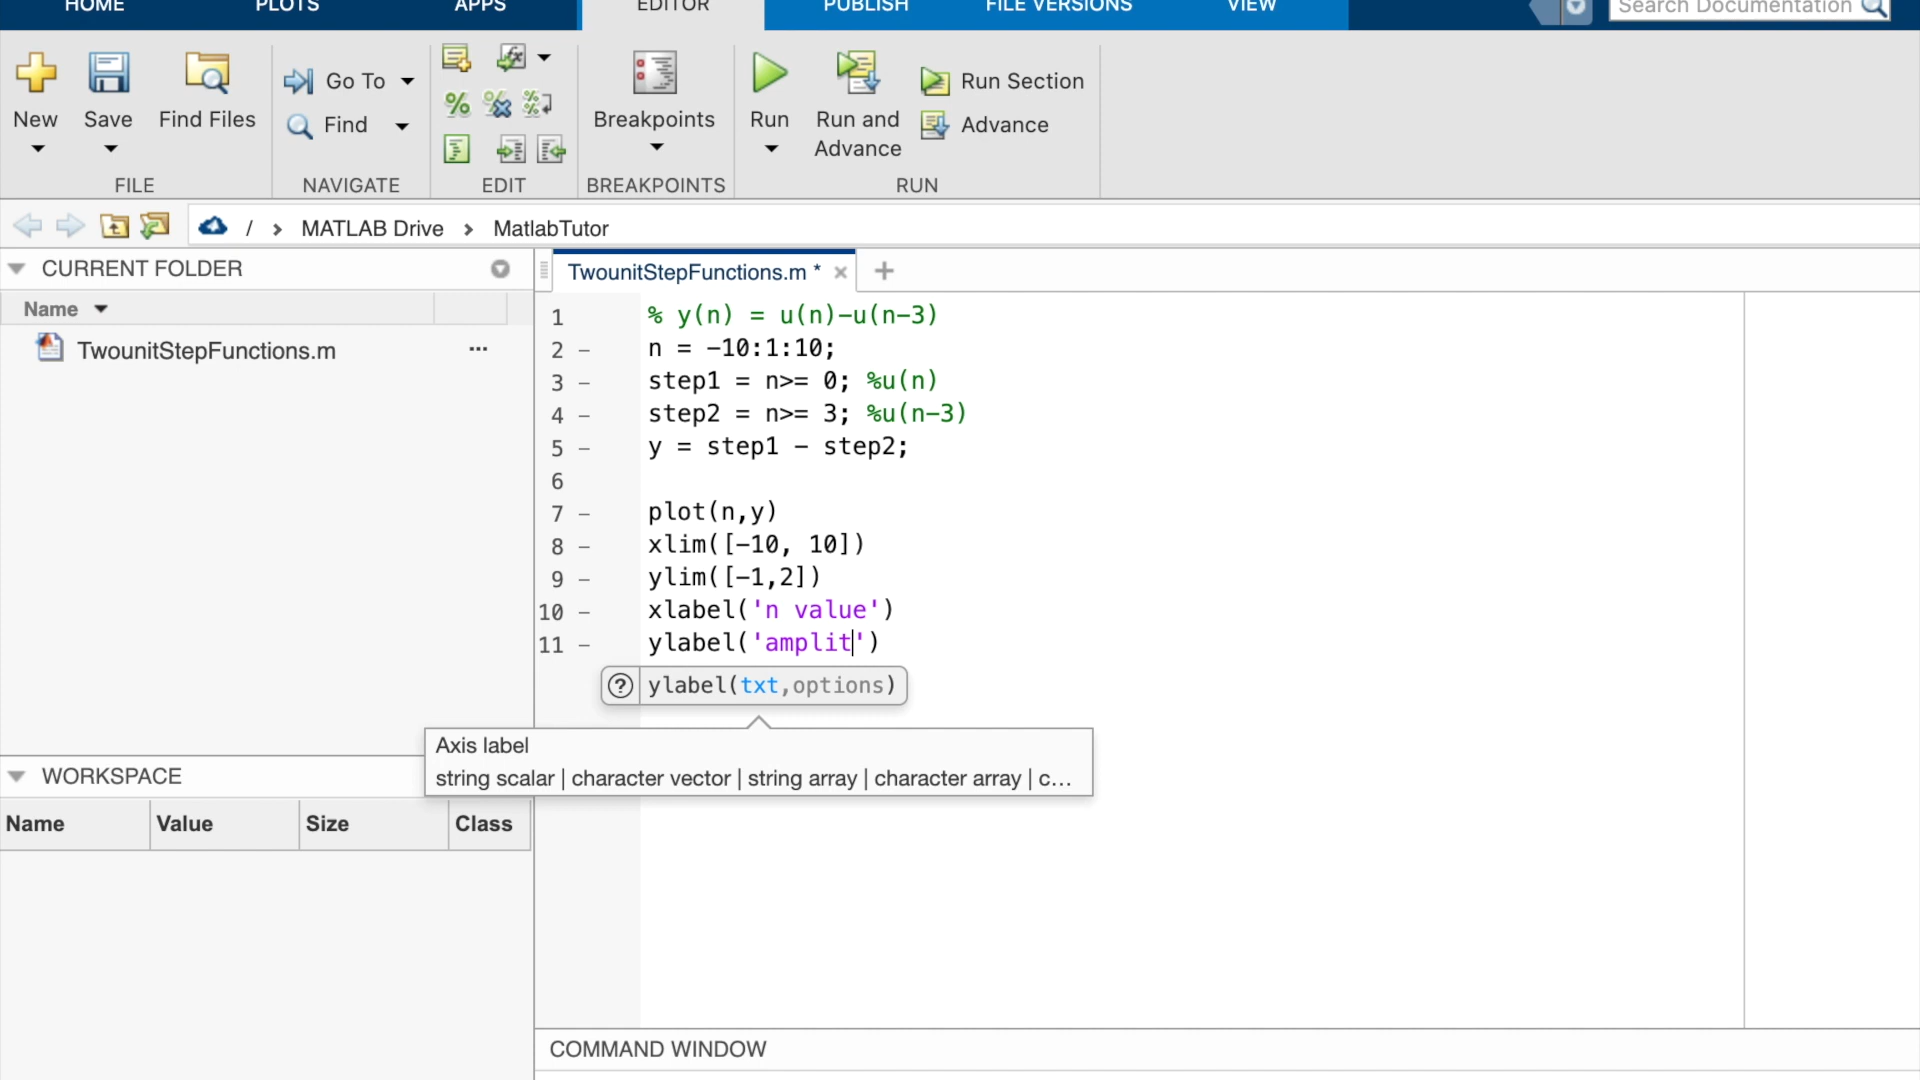 HOME PLOTS APPS EDITOR PUBLISH FILE VERSIONS VIEW Search Documentation
New Save Find Files Go To Find Breakpoints Run Run and Advance Run Section Advance
FILE NAVIGATE EDIT BREAKPOINTS RUN
/ › MATLAB Drive › MatlabTutor
CURRENT FOLDER
Name
TwounitStepFunctions.m ...
TwounitStepFunctions.m * × +
1 % y(n) = u(n)-u(n-3)
2 – n = -10:1:10;
3 – step1 = n>= 0; %u(n)
4 – step2 = n>= 3; %u(n-3)
5 – y = step1 - step2;
6
7 – plot(n,y)
8 – xlim([-10, 10])
9 – ylim([-1,2])
10 – xlabel('n value')
11 – ylabel('amplit')
? ylabel(txt,options)
Axis label
string scalar | character vector | string array | character array | c...
WORKSPACE
Name Value Size Class
COMMAND WINDOW